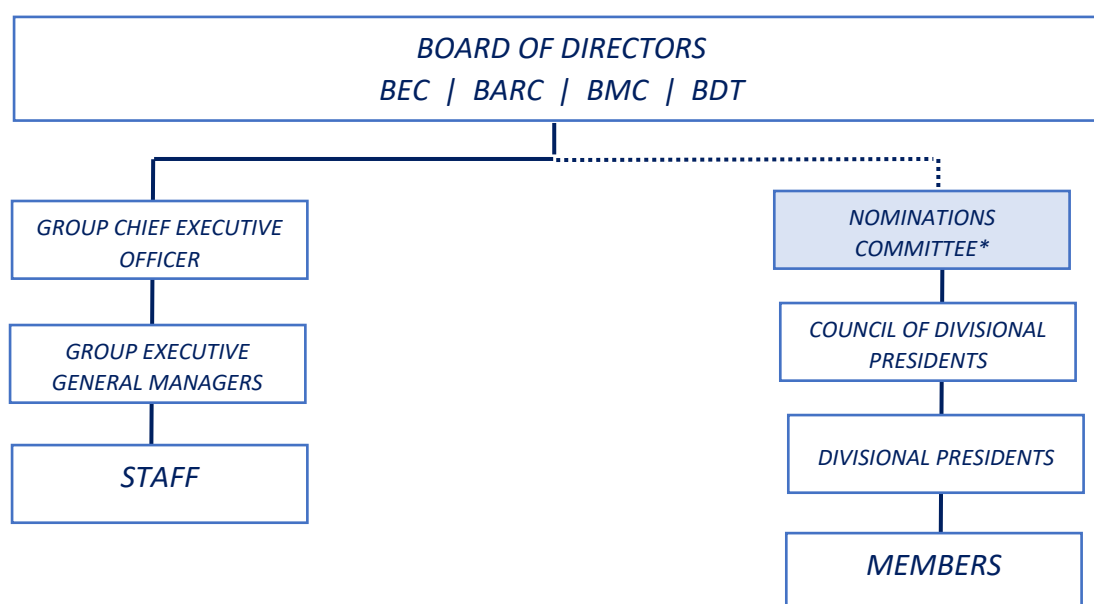 BOARD OF DIRECTORS
BEC | BARC | BMC | BDT
GROUP CHIEF EXECUTIVE
OFFICER
GROUP EXECUTIVE
GENERAL MANAGERS
STAFF
NOMINATIONS
COMMITTEE*
COUNCIL OF DIVISIONAL
PRESIDENTS
DIVISIONAL PRESIDENTS
MEMBERS